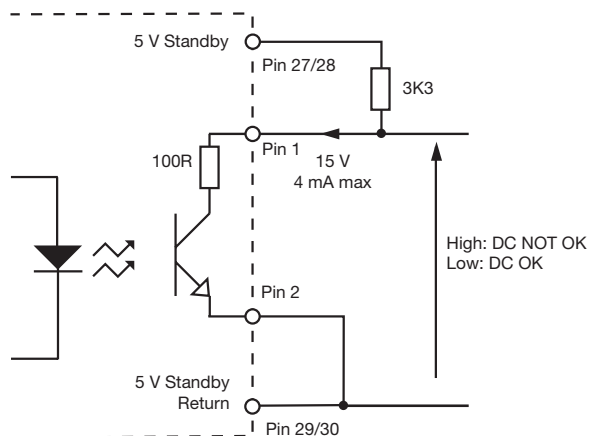 5 V Standby
Pin 27/28
3K3
Pin 1
100R
15 V
4 mA max
High: DC NOT OK
Low: DC OK
Pin 2
5 V Standby
Return
Pin 29/30